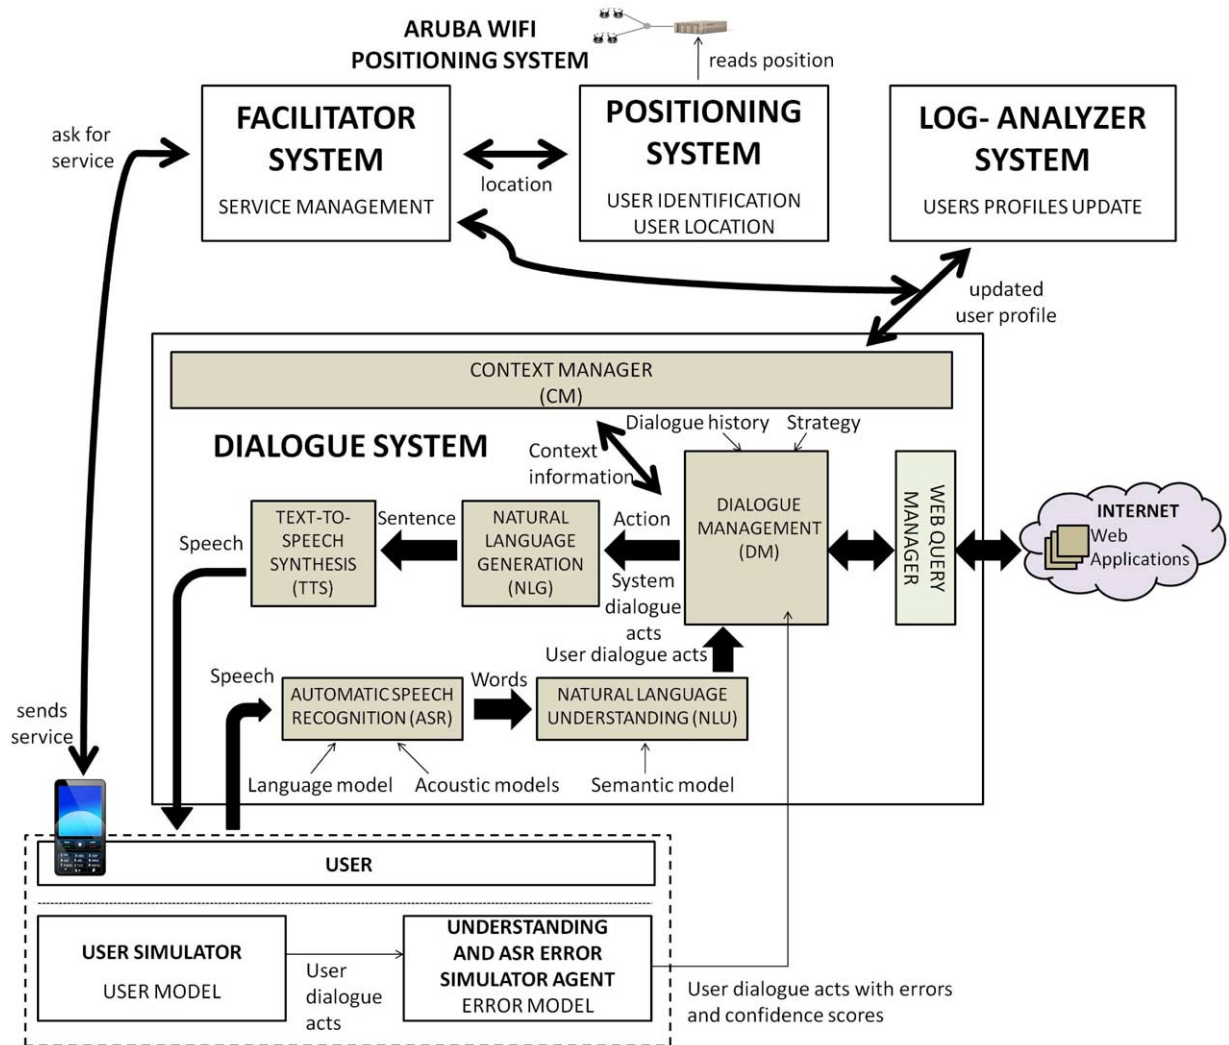 ARUBA WIFI
POSITIONING SYSTEM
reads position
FACILITATOR
SYSTEM
SERVICE MANAGEMENT
POSITIONING
SYSTEM
USER IDENTIFICATION
USER LOCATION
LOG- ANALYZER
SYSTEM
USERS PROFILES UPDATE
ask for
service
location
updated
user profile
CONTEXT MANAGER
(CM)
DIALOGUE SYSTEM
Dialogue history
Strategy
Context
information
TEXT-TO-
SPEECH
SYNTHESIS
(TTS)
Sentence
NATURAL
LANGUAGE
GENERATION
(NLG)
Action
System
dialogue
acts
DIALOGUE
MANAGEMENT
(DM)
WEB QUERY
MANAGER
INTERNET
Web
Applications
Speech
User dialogue acts
Speech
AUTOMATIC SPEECH
RECOGNITION (ASR)
Words
NATURAL LANGUAGE
UNDERSTANDING (NLU)
Language model
Acoustic models
Semantic model
sends
service
USER
USER SIMULATOR
USER MODEL
User
dialogue
acts
UNDERSTANDING
AND ASR ERROR
SIMULATOR AGENT
ERROR MODEL
User dialogue acts with errors
and confidence scores